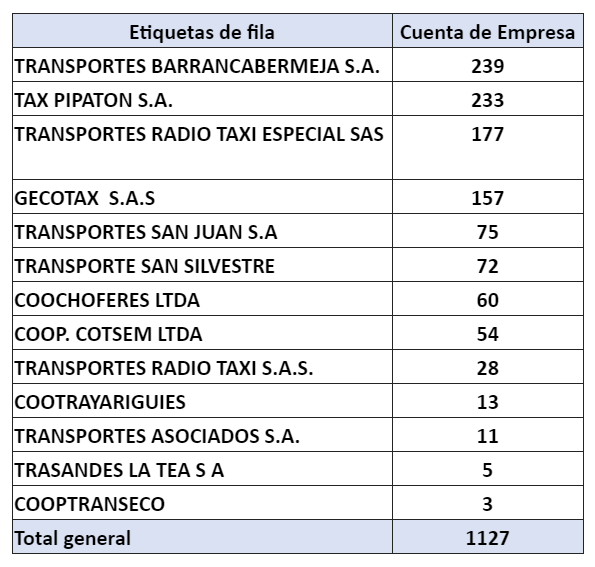 Etiquetas de fila Cuenta de Empresa
TRANSPORTES BARRANCABERMEJA S.A. 239
TAX PIPATON S.A. 233
TRANSPORTES RADIO TAXI ESPECIAL SAS 177
GECOTAX  S.A.S 157
TRANSPORTES SAN JUAN S.A 75
TRANSPORTE SAN SILVESTRE 72
COOCHOFERES LTDA 60
COOP. COTSEM LTDA 54
TRANSPORTES RADIO TAXI S.A.S. 28
COOTRAYARIGUIES 13
TRANSPORTES ASOCIADOS S.A. 11
TRASANDES LA TEA S A 5
COOPTRANSECO 3
Total general 1127